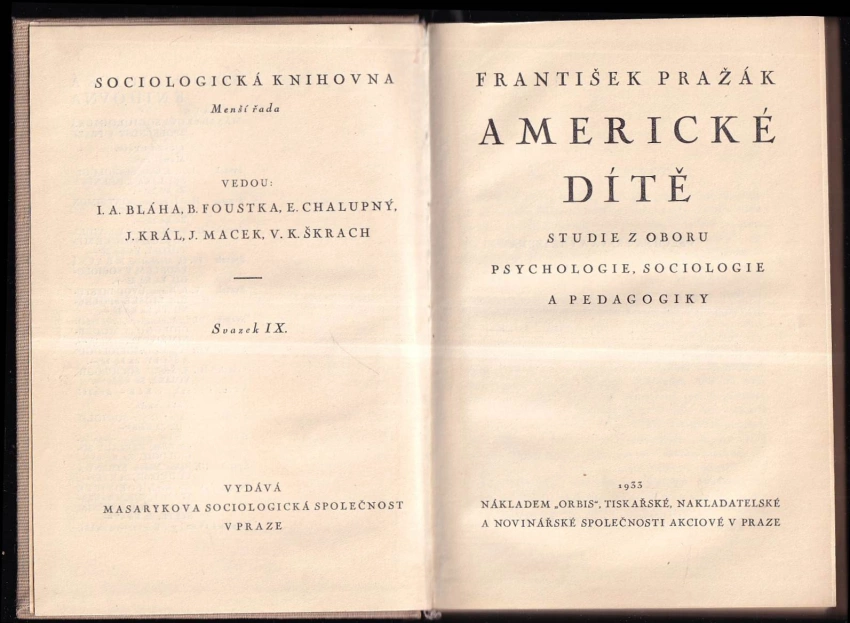 SOCIOLOGICKÁ KNIHOVNA
Menší řada
VEDOU:
I. A. BLÁHA, B. FOUSTKA, E. CHALUPNÝ,
J. KRÁL, J. MACEK, V. K. ŠKRACH
Svazek IX.
VYDÁVÁ
MASARYKOVA SOCIOLOGICKÁ SPOLEČNOST
V PRAZE
FRANTIŠEK PRAŽÁK
AMERICKÉ
DÍTĚ
STUDIE Z OBORU
PSYCHOLOGIE, SOCIOLOGIE
A PEDAGOGIKY
1933
NÁKLADEM „ORBIS“, TISKAŘSKÉ, NAKLADATELSKÉ
A NOVINÁŘSKÉ SPOLEČNOSTI AKCIOVÉ V PRAZE